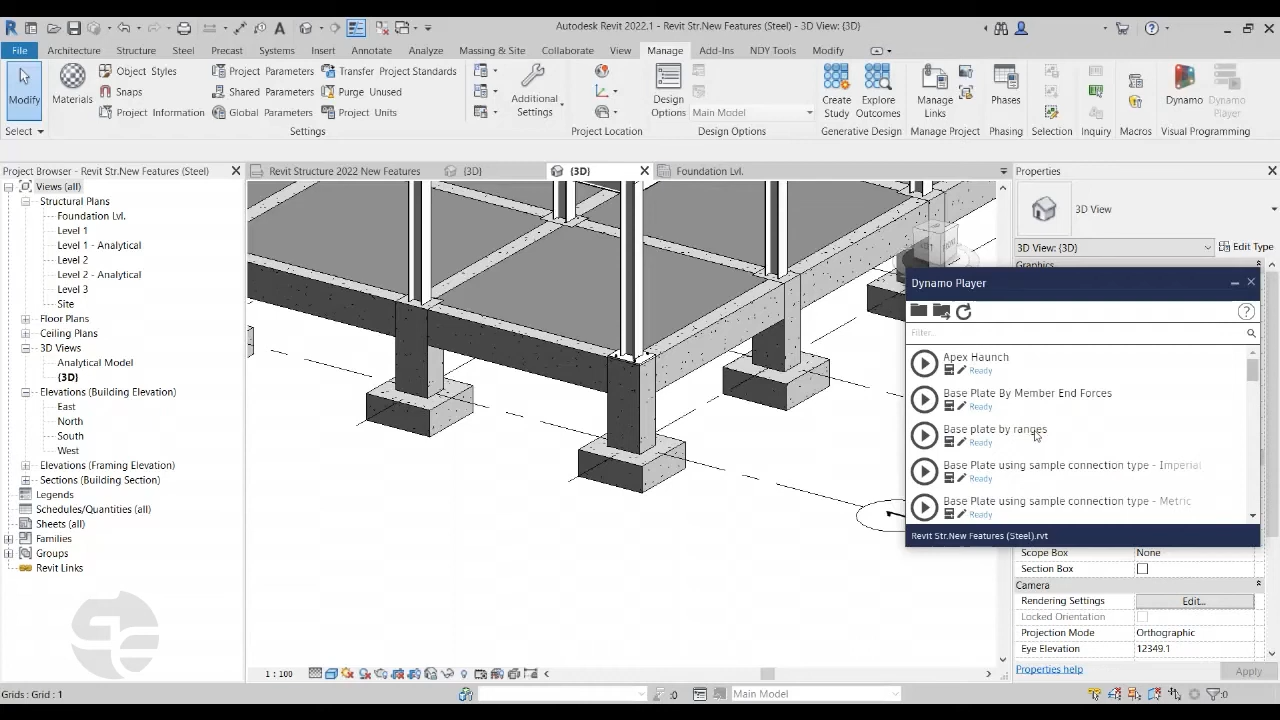 Autodesk Revit 2022.1 - Revit Str.New Features (Steel) - 3D View: {3D}
File Architecture Structure Steel Precast Systems Insert Annotate Analyze Massing & Site Collaborate View Manage Add-Ins NDY Tools Modify
Modify
Materials
Object Styles
Snaps
Project Information
Project Parameters
Shared Parameters
Global Parameters
Transfer Project Standards
Purge Unused
Project Units
Additional Settings
Design Options
Main Model
Create Study
Explore Outcomes
Manage Links
Phases
Dynamo
Dynamo Player
Select
Settings
Project Location
Design Options
Generative Design
Manage Project
Phasing
Selection
Inquiry
Macros
Visual Programming
Project Browser - Revit Str.New Features (Steel)
Revit Structure 2022 New Features
{3D}
{3D}
Foundation Lvl.
Properties
Views (all)
Structural Plans
Foundation Lvl.
Level 1
Level 1 - Analytical
Level 2
Level 2 - Analytical
Level 3
Site
Floor Plans
Ceiling Plans
3D Views
Analytical Model
{3D}
Elevations (Building Elevation)
East
North
South
West
Elevations (Framing Elevation)
Sections (Building Section)
Legends
Schedules/Quantities (all)
Sheets (all)
Families
Groups
Revit Links
3D View
3D View: {3D}
Edit Type
Graphics
Dynamo Player
Filter...
Apex Haunch
Ready
Base Plate By Member End Forces
Ready
Base plate by ranges
Ready
Base Plate using sample connection type - Imperial
Ready
Base Plate using sample connection type - Metric
Ready
Revit Str.New Features (Steel).rvt
Scope Box None
Section Box
Camera
Rendering Settings Edit...
Locked Orientation
Projection Mode Orthographic
Eye Elevation 12349.1
Properties help
Apply
1 : 100
Grids : Grid : 1
:0
Main Model
:0